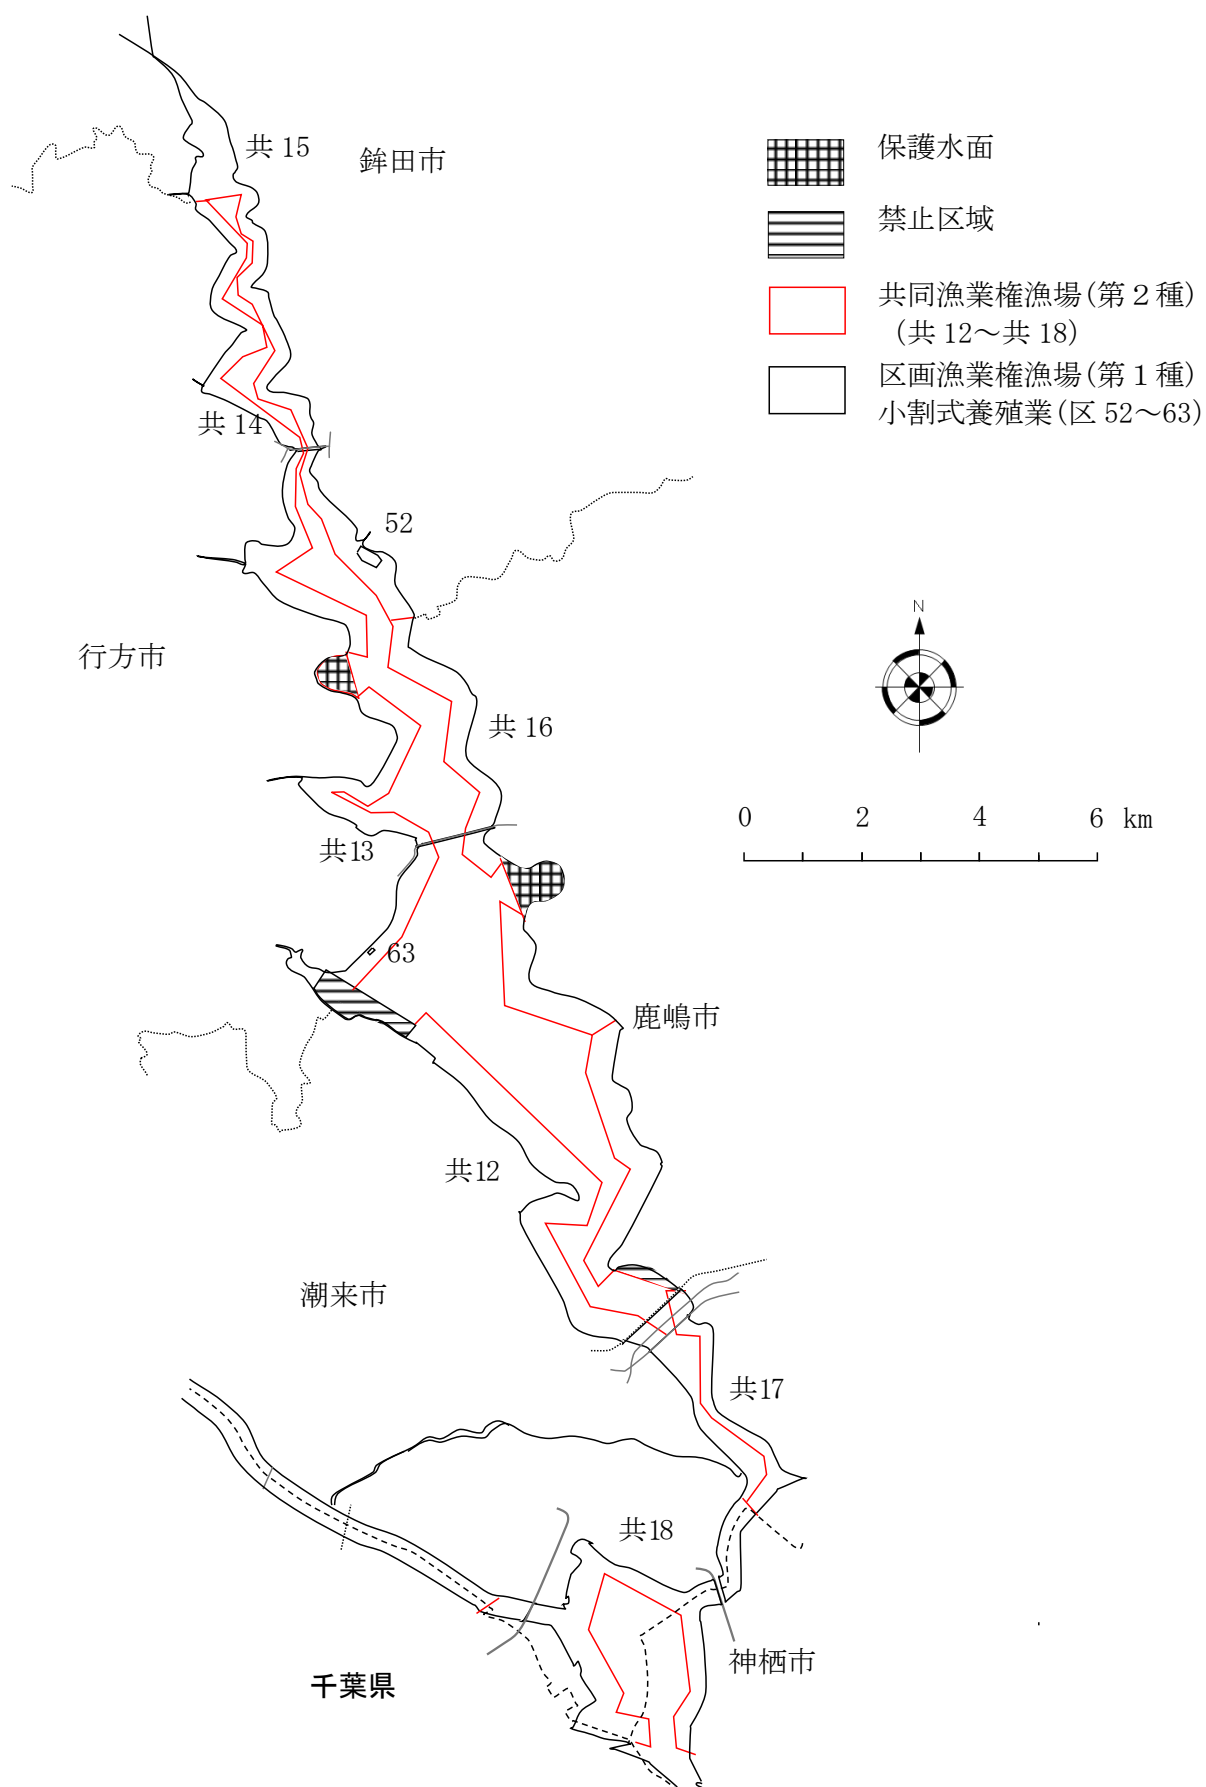 共 15
鉾田市
保護水面
禁止区域
共同漁業権漁場(第２種)
(共 12～共 18)
区画漁業権漁場(第１種)
小割式養殖業(区 52～63)
共 14
52
行方市
N
共 16
0 2 4 6 km
共13
63
鹿嶋市
共12
潮来市
共17
共18
神栖市
千葉県